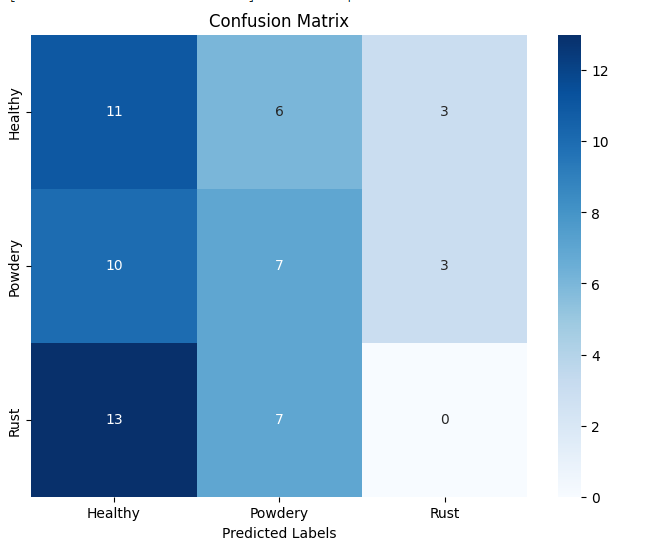 Confusion Matrix
Healthy 11 6 3
Powdery 10 7 3
Rust 13 7 0
Healthy Powdery Rust
Predicted Labels
12
10
8
6
4
2
0